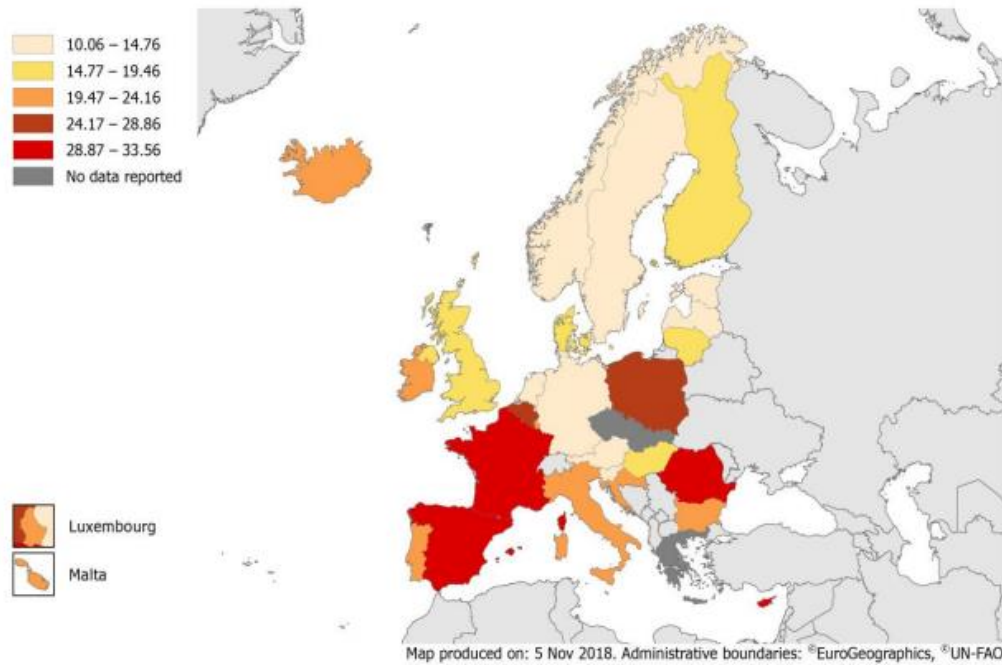 10.06 – 14.76
14.77 – 19.46
19.47 – 24.16
24.17 – 28.86
28.87 – 33.56
No data reported
Luxembourg
Malta
Map produced on: 5 Nov 2018. Administrative boundaries: ©EuroGeographics, ©UN-FAO